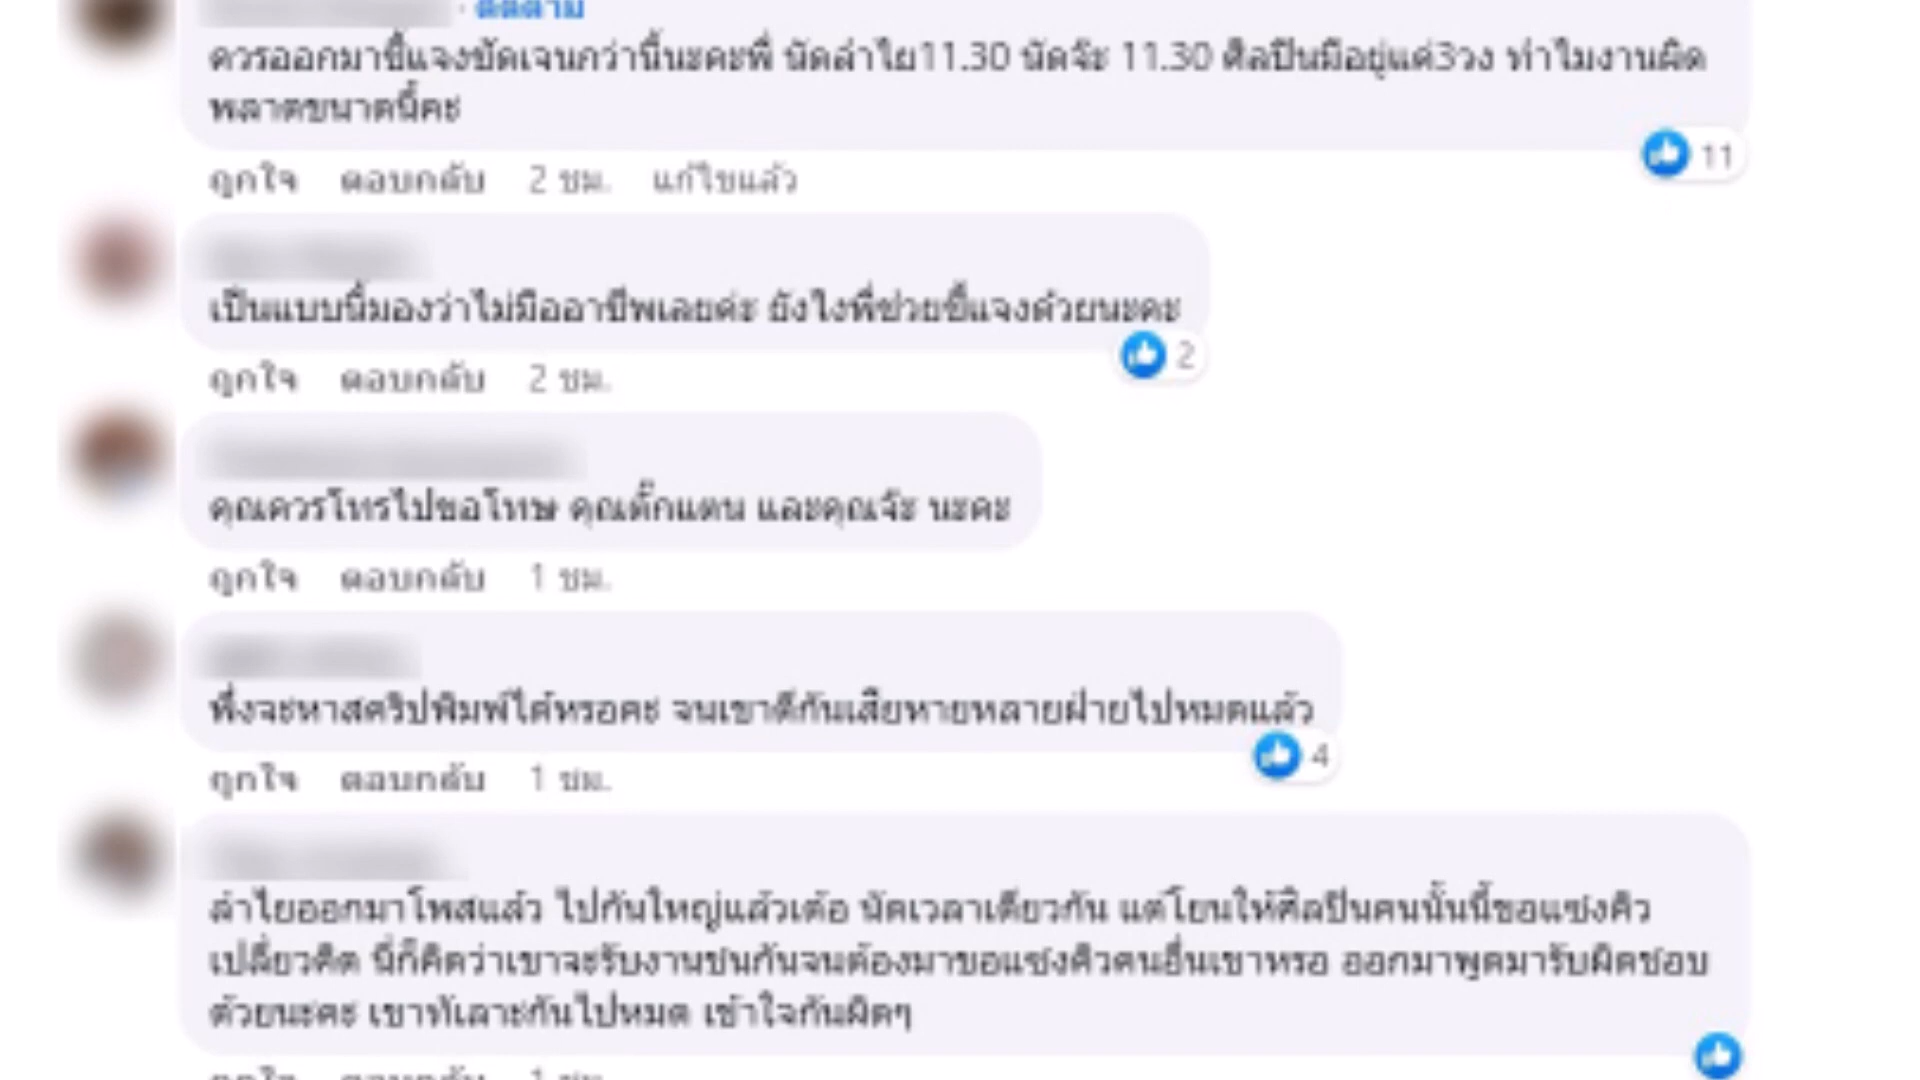 ติดตาม
ควรออกมาชี้แจงชัดเจนกว่านี้นะคะพี่ นัดลำไย11.30 นัดจ๊ะ 11.30 ศิลปินมีอยู่แค่3วง ทำไมงานผิด
พลาดขนาดนี้คะ
11
ถูกใจ ตอบกลับ 2 ชม. แก้ไขแล้ว
เป็นแบบนี้มองว่าไม่มืออาชีพเลยค่ะ ยังไงพี่ช่วยชี้แจงด้วยนะคะ
2
ถูกใจ ตอบกลับ 2 ชม.
คุณควรโทรไปขอโทษ คุณตั๊กแตน และคุณจ๊ะ นะคะ
ถูกใจ ตอบกลับ 1 ชม.
พึ่งจะหาสคริปพิมพ์ได้หรอคะ จนเขาตีกันเสียหายหลายฝ่ายไปหมดแล้ว
4
ถูกใจ ตอบกลับ 1 ชม.
ลำไยออกมาโพสแล้ว ไปกันใหญ่แล้วเด้อ นัดเวลาเดียวกัน แต่โยนให้ศิลปินคนนั้นนี้ขอแซงคิว
เปลี่ยวคิด นี่ก็คิดว่าเขาจะรับงานชนกันจนต้องมาขอแซงคิวคนอื่นเขาหรอ ออกมาพูดมารับผิดชอบ
ด้วยนะคะ เขาทัเลาะกันไปหมด เข้าใจกันผิดๆ
ถูกใจ ตอบกลับ 1 ชม.